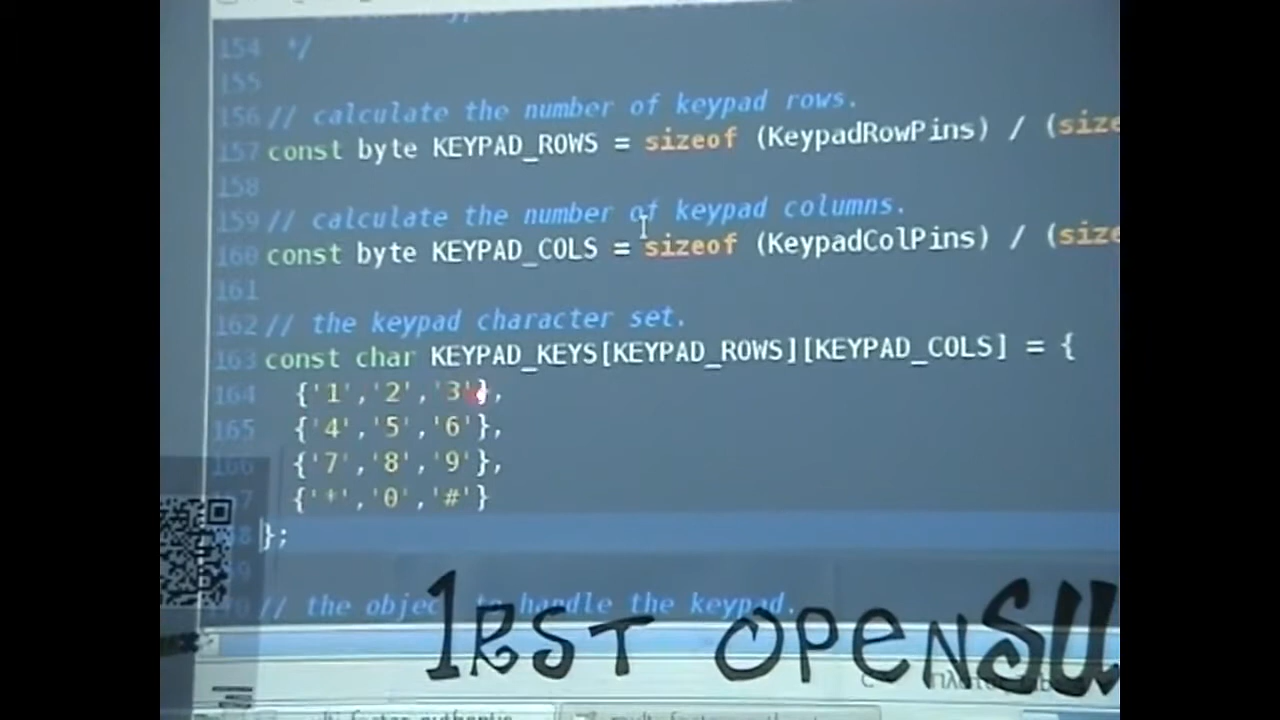 154 */
155
156 // calculate the number of keypad rows.
157 const byte KEYPAD_ROWS = sizeof (KeypadRowPins) / (size
158
159 // calculate the number of keypad columns.
160 const byte KEYPAD_COLS = sizeof (KeypadColPins) / (size
161
162 // the keypad character set.
163 const char KEYPAD_KEYS[KEYPAD_ROWS][KEYPAD_COLS] = {
164 {'1','2','3'},
165 {'4','5','6'},
166 {'7','8','9'},
{'*','0','#'}
};
// the object to handle the keypad.
1RST OPENSU